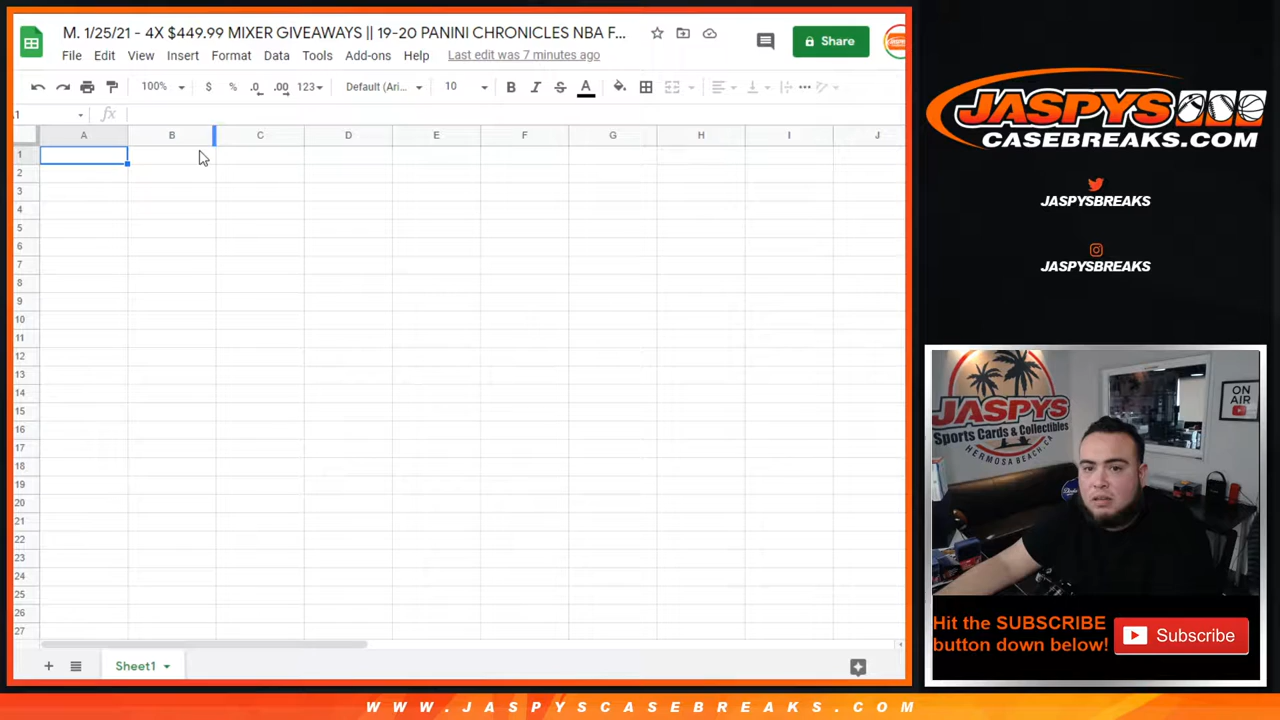 M. 1/25/21 - 4X $449.99 MIXER GIVEAWAYS || 19-20 PANINI CHRONICLES NBA F...
File Edit View Insert Format Data Tools Add-ons Help Last edit was 7 minutes ago
Share
100% $ % .0 .00 123 Default (Ari... 10 B I S A
fx
A B C D E F G H I J
1
2
3
4
5
6
7
8
9
10
11
12
13
14
15
16
17
18
19
20
21
22
23
24
25
26
27
Sheet1
JASPYS
CASEBREAKS.COM
JASPYSBREAKS
JASPYSBREAKS
JASPYS
Sports Cards & Collectibles
HERMOSA BEACH, CA
ON
AIR
Hit the SUBSCRIBE
button down below!
Subscribe
WWW.JASPYSCASEBREAKS.COM